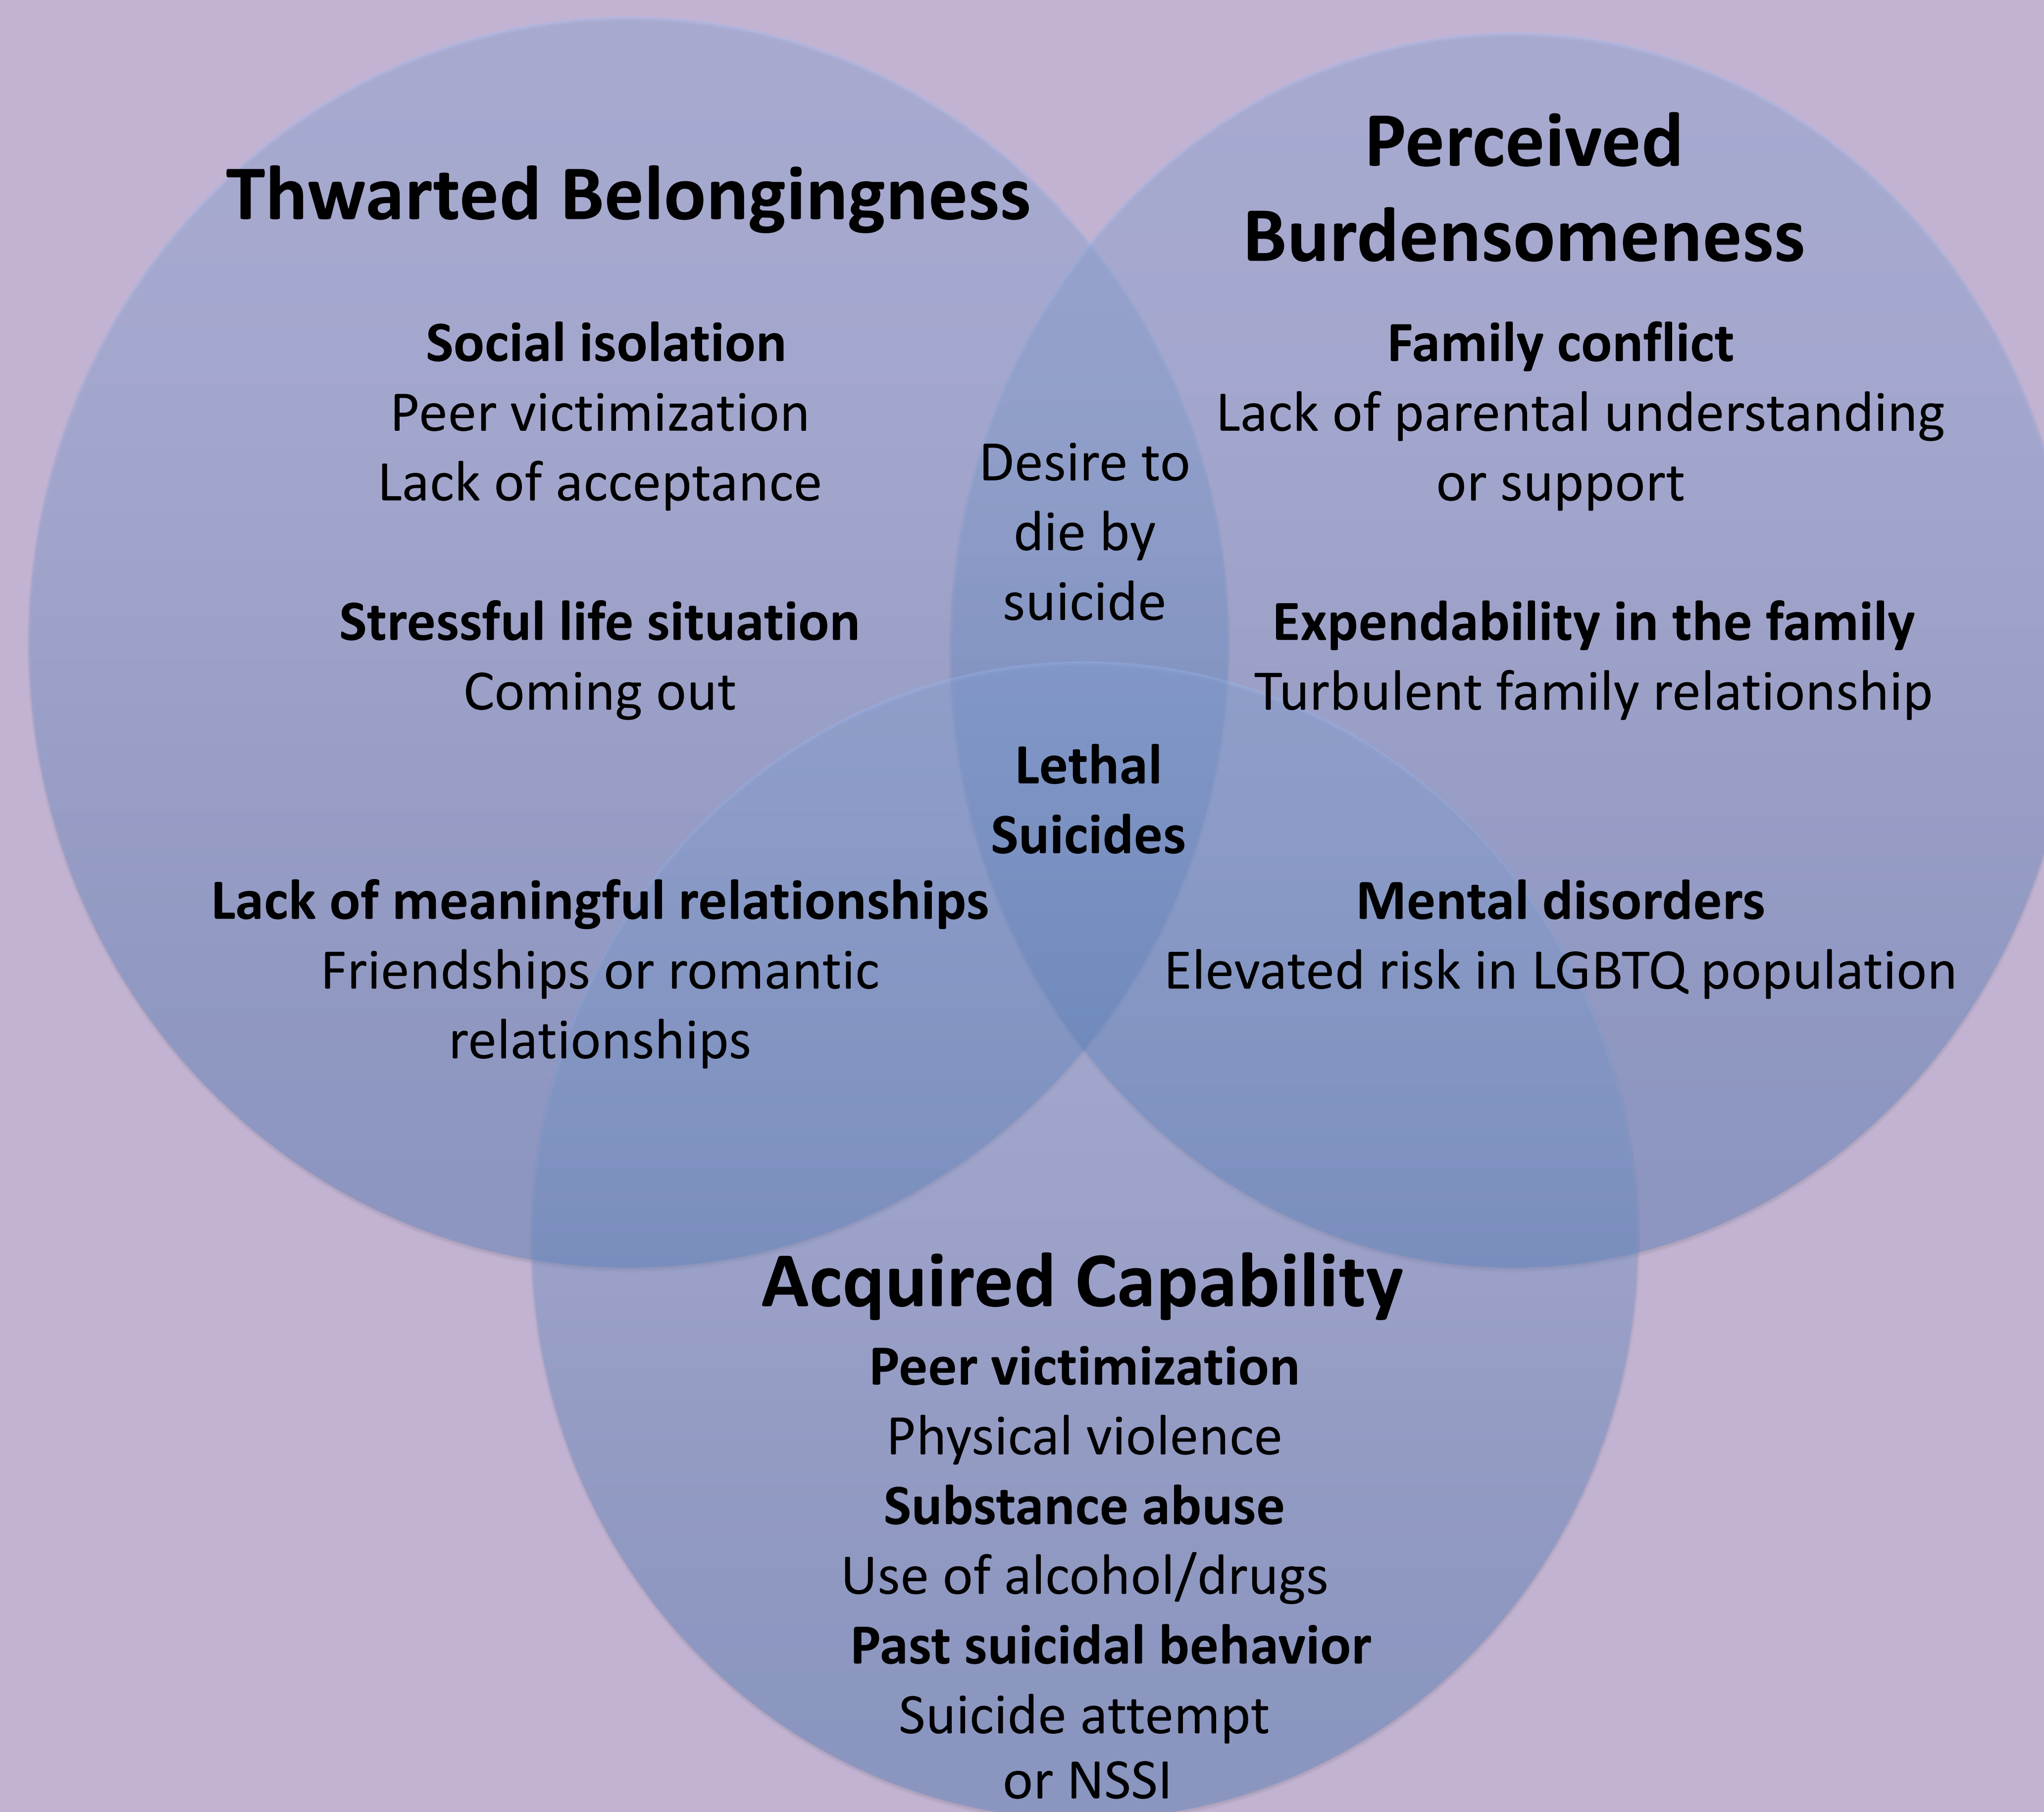 Thwarted Belongingness
Social isolation
Peer victimization
Lack of acceptance
Stressful life situation
Coming out
Lack of meaningful relationships
Friendships or romantic
relationships
Desire to
die by
suicide
Lethal
Suicides
Perceived
Burdensomeness
Family conflict
Lack of parental understanding
or support
Expendability in the family
Turbulent family relationship
Mental disorders
Elevated risk in LGBTQ population
Acquired Capability
Peer victimization
Physical violence
Substance abuse
Use of alcohol/drugs
Past suicidal behavior
Suicide attempt
or NSSI